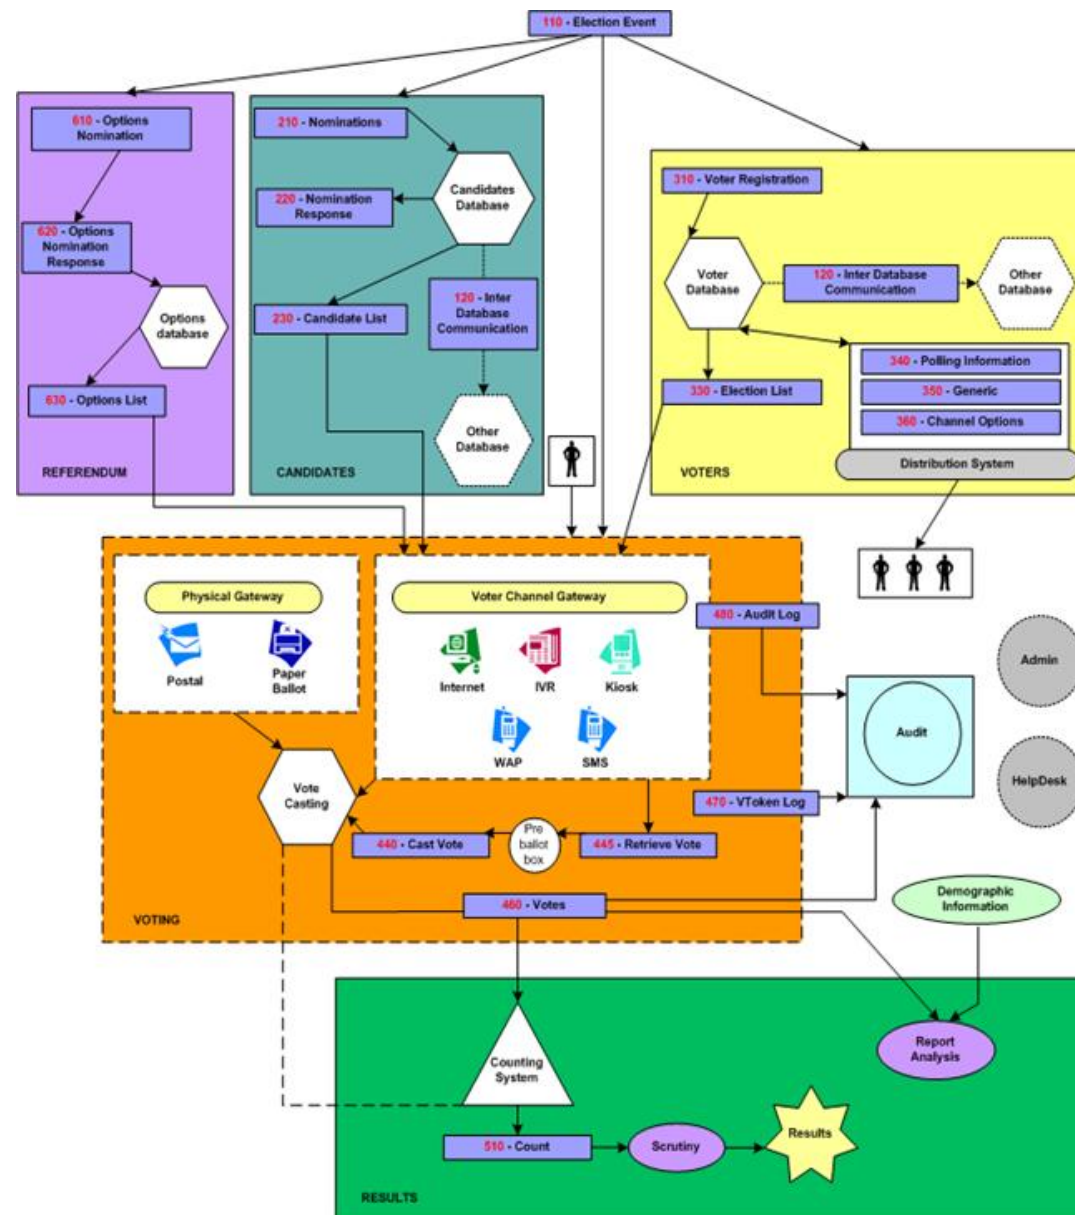 110 - Election Event
610 - Options
Nomination
620 - Options
Nomination
Response
Options
database
630 - Options List
REFERENDUM
210 - Nominations
Candidates
Database
220 - Nomination
Response
230 - Candidate List
120 - Inter
Database
Communication
Other
Database
CANDIDATES
310 - Voter Registration
Voter
Database
120 - Inter Database
Communication
Other
Database
330 - Election List
340 - Polling Information
350 - Generic
360 - Channel Options
Distribution System
VOTERS
Physical Gateway
Postal
Paper
Ballot
Voter Channel Gateway
Internet
IVR
Kiosk
WAP
SMS
480 - Audit Log
Admin
Audit
HelpDesk
Vote
Casting
470 - VToken Log
440 - Cast Vote
Pre
ballot
box
445 - Retrieve Vote
460 - Votes
VOTING
Demographic
Information
Report
Analysis
Counting
System
510 - Count
Scrutiny
Results
RESULTS